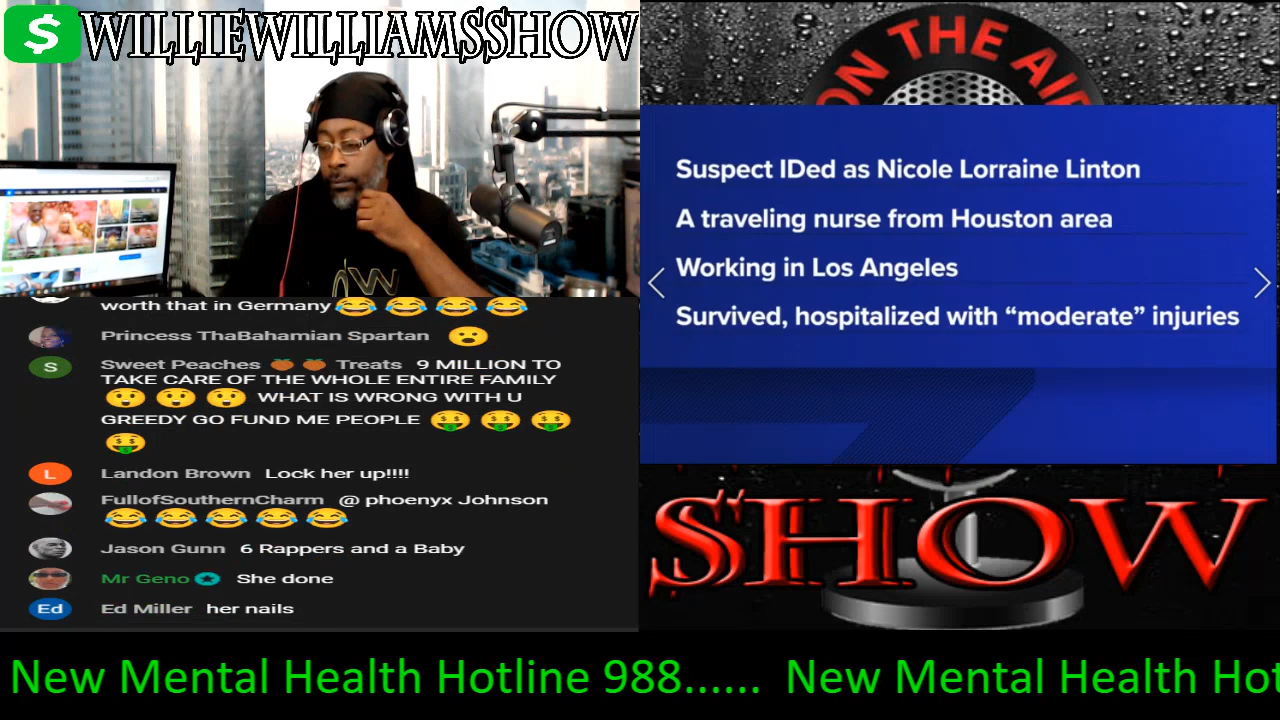 $ WILLIEWILLIAMSSHOW
ON THE AIR
Suspect IDed as Nicole Lorraine Linton
A traveling nurse from Houston area
Working in Los Angeles
Survived, hospitalized with “moderate” injuries
worth that in Germany 😂 😂 😂 😂
Princess ThaBahamian Spartan 😮
S Sweet Peaches 🍑 🍑 Treats 9 MILLION TO
TAKE CARE OF THE WHOLE ENTIRE FAMILY
😲 😲 😲 WHAT IS WRONG WITH U
GREEDY GO FUND ME PEOPLE 🤑 🤑 🤑
🤑
L Landon Brown Lock her up!!!!
FullofSouthernCharm @ phoenyx Johnson
😂 😂 😂 😂 😂
Jason Gunn 6 Rappers and a Baby
Mr Geno She done
Ed Ed Miller her nails
SHOW
New Mental Health Hotline 988...... New Mental Health Hot